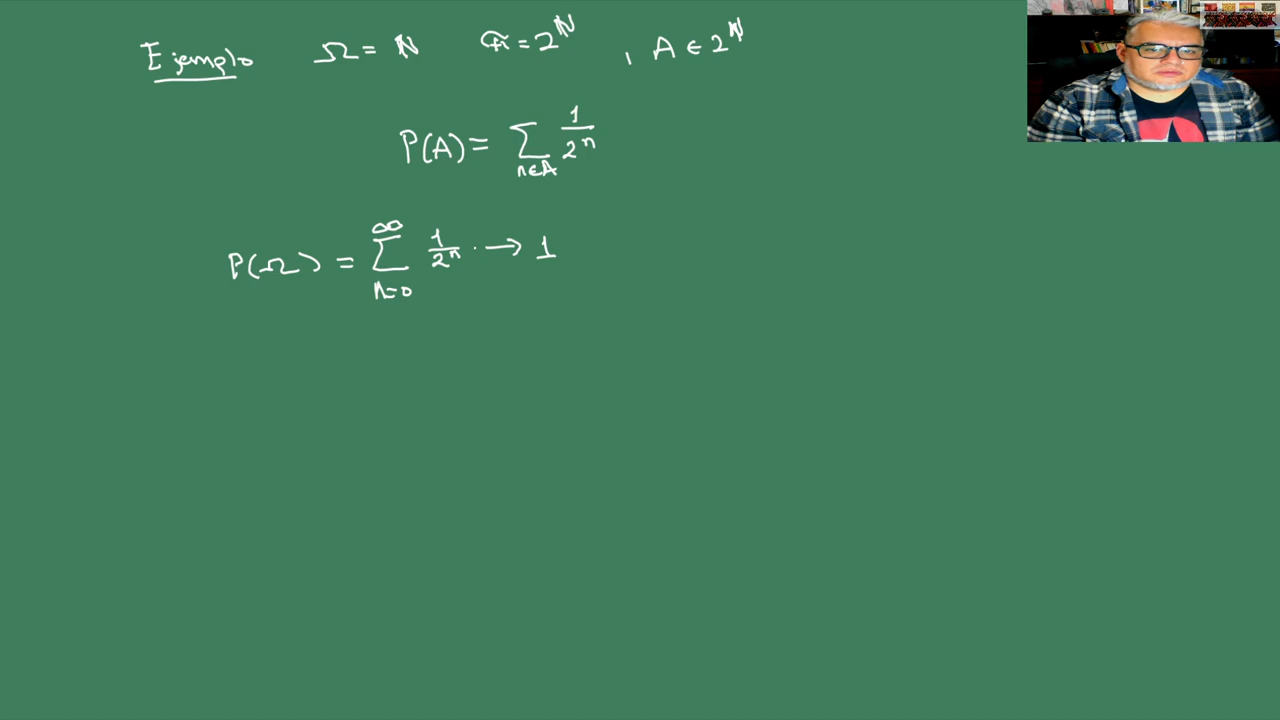 Ejemplo Ω = ℕ ℱ = 2^ℕ , A ∈ 2^ℕ
P(A) = ∑_{n∈A} 1/2^n
P(Ω) = ∑_{n=0}^{∞} 1/2^n · → 1